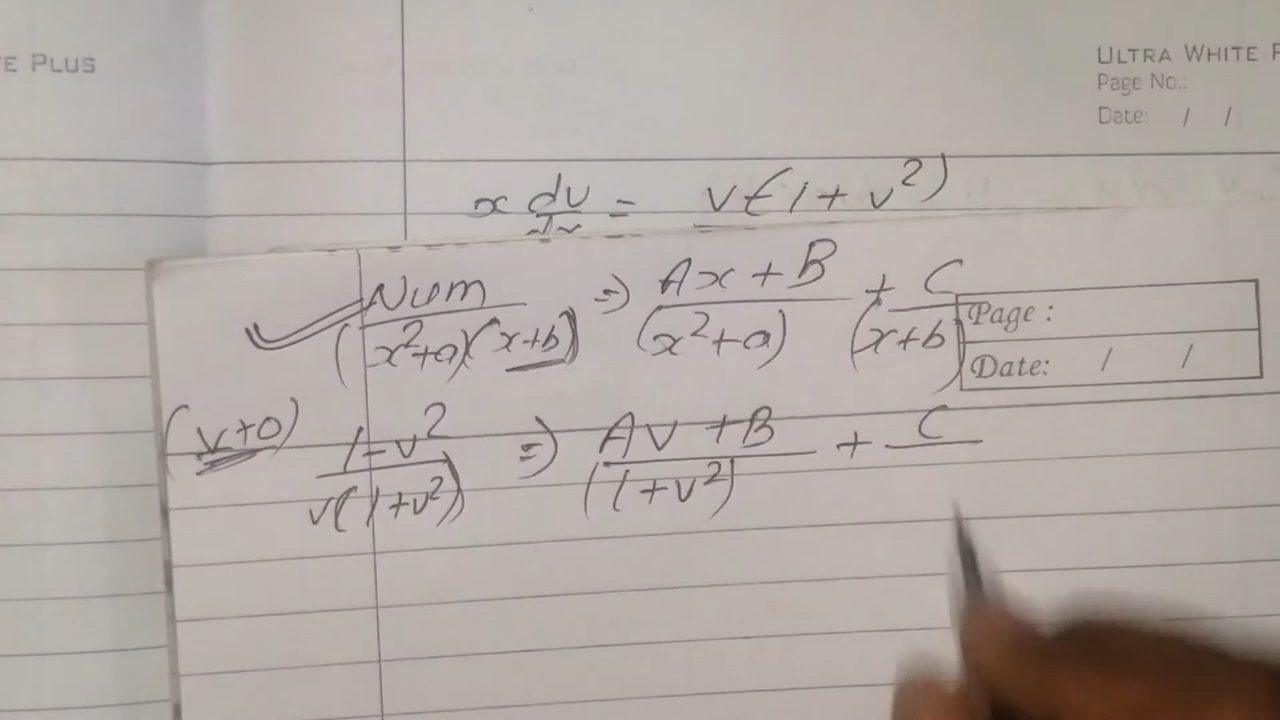 E PLUS
ULTRA WHITE P
Page No.:
Date: / /
x dv/dx = v(1+v²)
Num/(x²+a)(x+b) ⇒ Ax+B/(x²+a) + C/(x+b)
Page :
Date: / /
(v+0) 1-v²/v(1+v²) ⇒ Av+B/(1+v²) + C